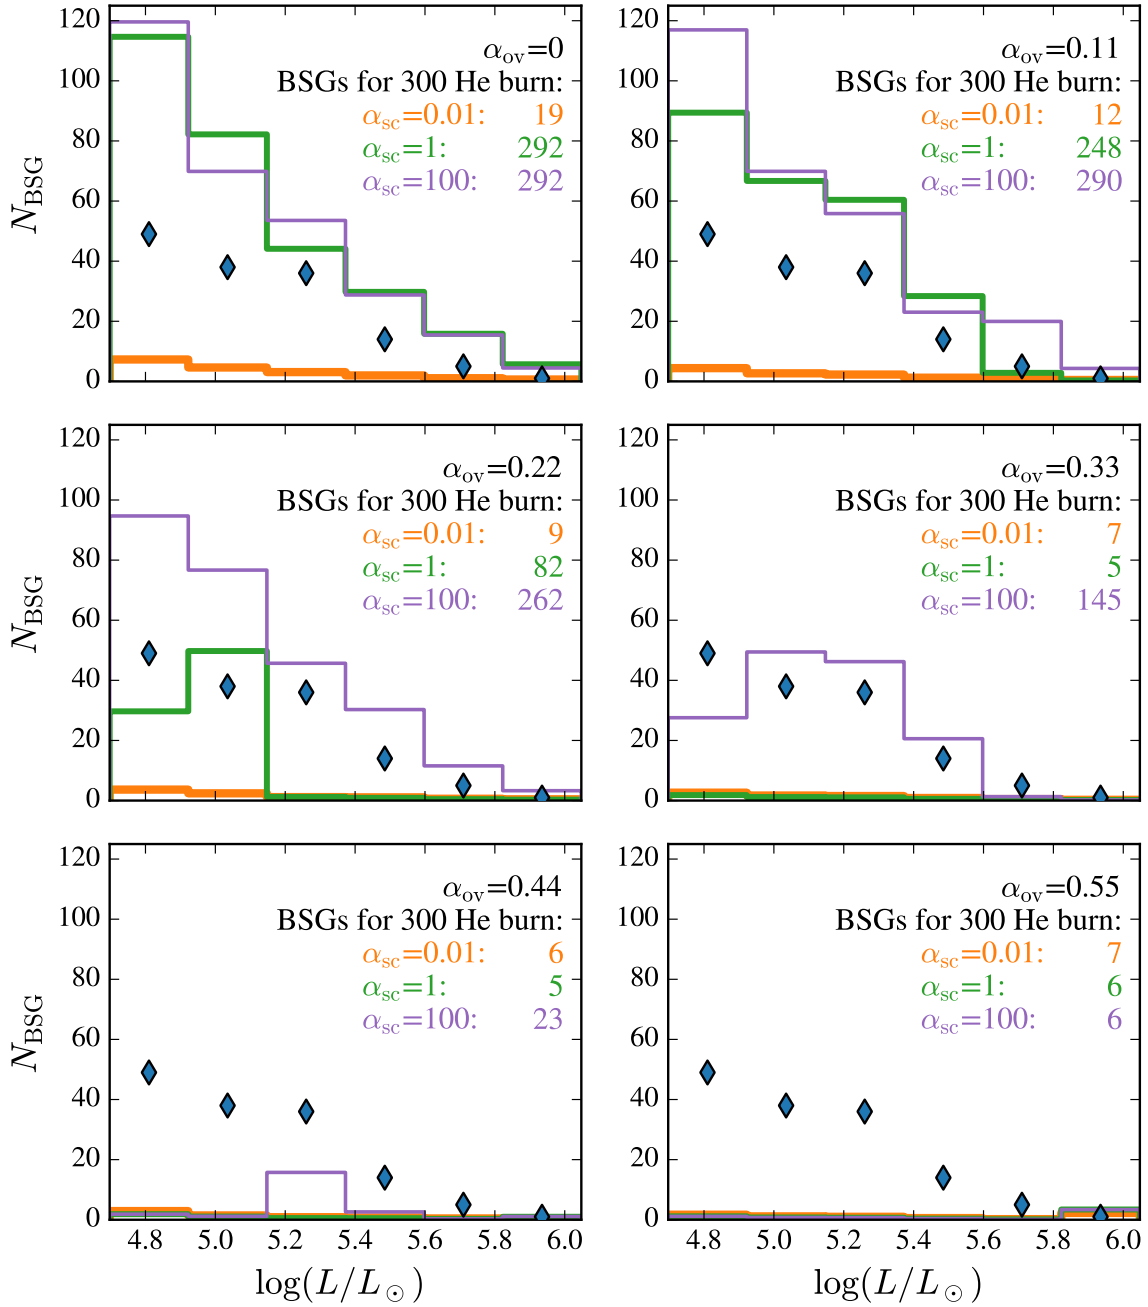 120
100
80
60
40
20
0
N_BSG
α_ov=0
BSGs for 300 He burn:
α_sc=0.01: 19
α_sc=1: 292
α_sc=100: 292
α_ov=0.11
BSGs for 300 He burn:
α_sc=0.01: 12
α_sc=1: 248
α_sc=100: 290
120
100
80
60
40
20
0
120
100
80
60
40
20
0
N_BSG
α_ov=0.22
BSGs for 300 He burn:
α_sc=0.01: 9
α_sc=1: 82
α_sc=100: 262
120
100
80
60
40
20
0
α_ov=0.33
BSGs for 300 He burn:
α_sc=0.01: 7
α_sc=1: 5
α_sc=100: 145
120
100
80
60
40
20
0
N_BSG
α_ov=0.44
BSGs for 300 He burn:
α_sc=0.01: 6
α_sc=1: 5
α_sc=100: 23
4.8 5.0 5.2 5.4 5.6 5.8 6.0
log(L/L_⊙)
120
100
80
60
40
20
0
α_ov=0.55
BSGs for 300 He burn:
α_sc=0.01: 7
α_sc=1: 6
α_sc=100: 6
4.8 5.0 5.2 5.4 5.6 5.8 6.0
log(L/L_⊙)